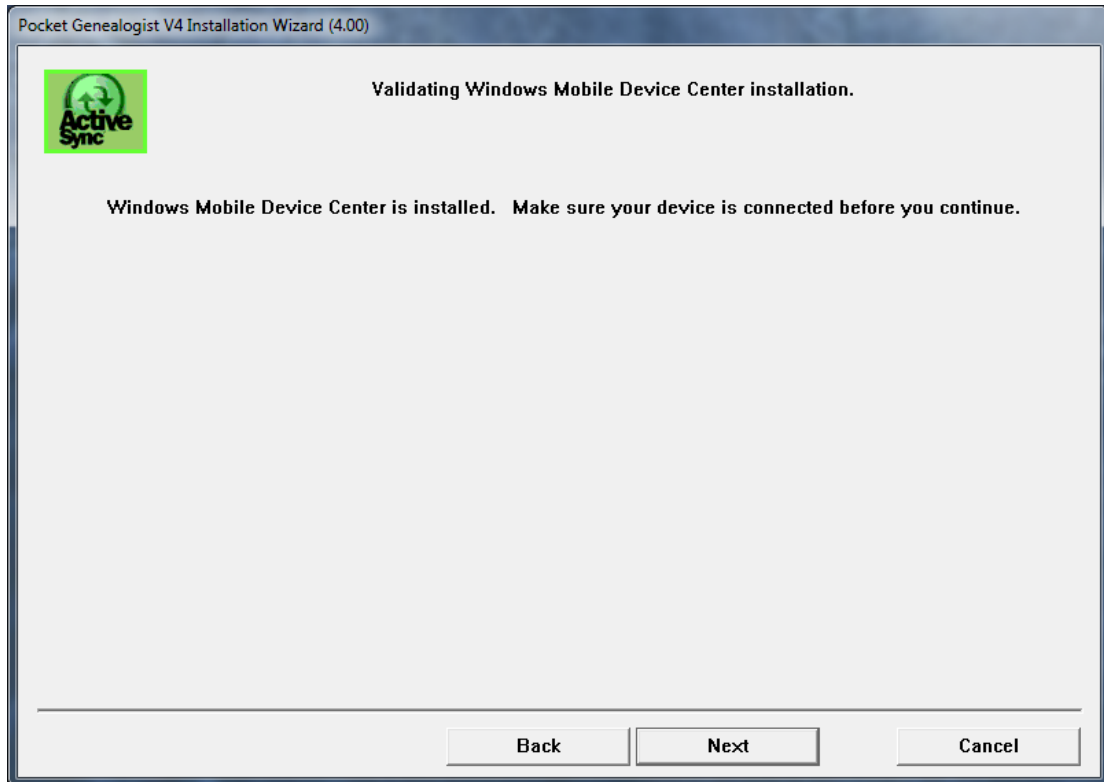 Pocket Genealogist V4 Installation Wizard (4.00)
Active
Sync
Validating Windows Mobile Device Center installation.
Windows Mobile Device Center is installed.   Make sure your device is connected before you continue.
Back
Next
Cancel